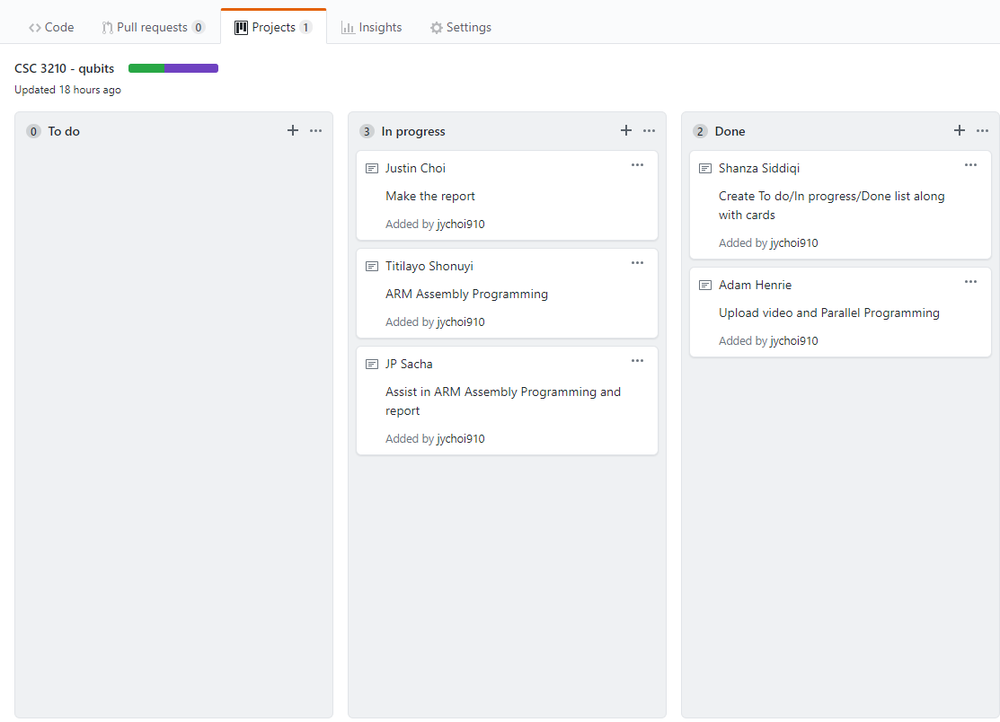 Code Pull requests 0 Projects 1 Insights Settings
CSC 3210 - qubits
Updated 18 hours ago
0 To do
3 In progress
Justin Choi
Make the report
Added by jychoi910
Titilayo Shonuyi
ARM Assembly Programming
Added by jychoi910
JP Sacha
Assist in ARM Assembly Programming and
report
Added by jychoi910
2 Done
Shanza Siddiqi
Create To do/In progress/Done list along
with cards
Added by jychoi910
Adam Henrie
Upload video and Parallel Programming
Added by jychoi910